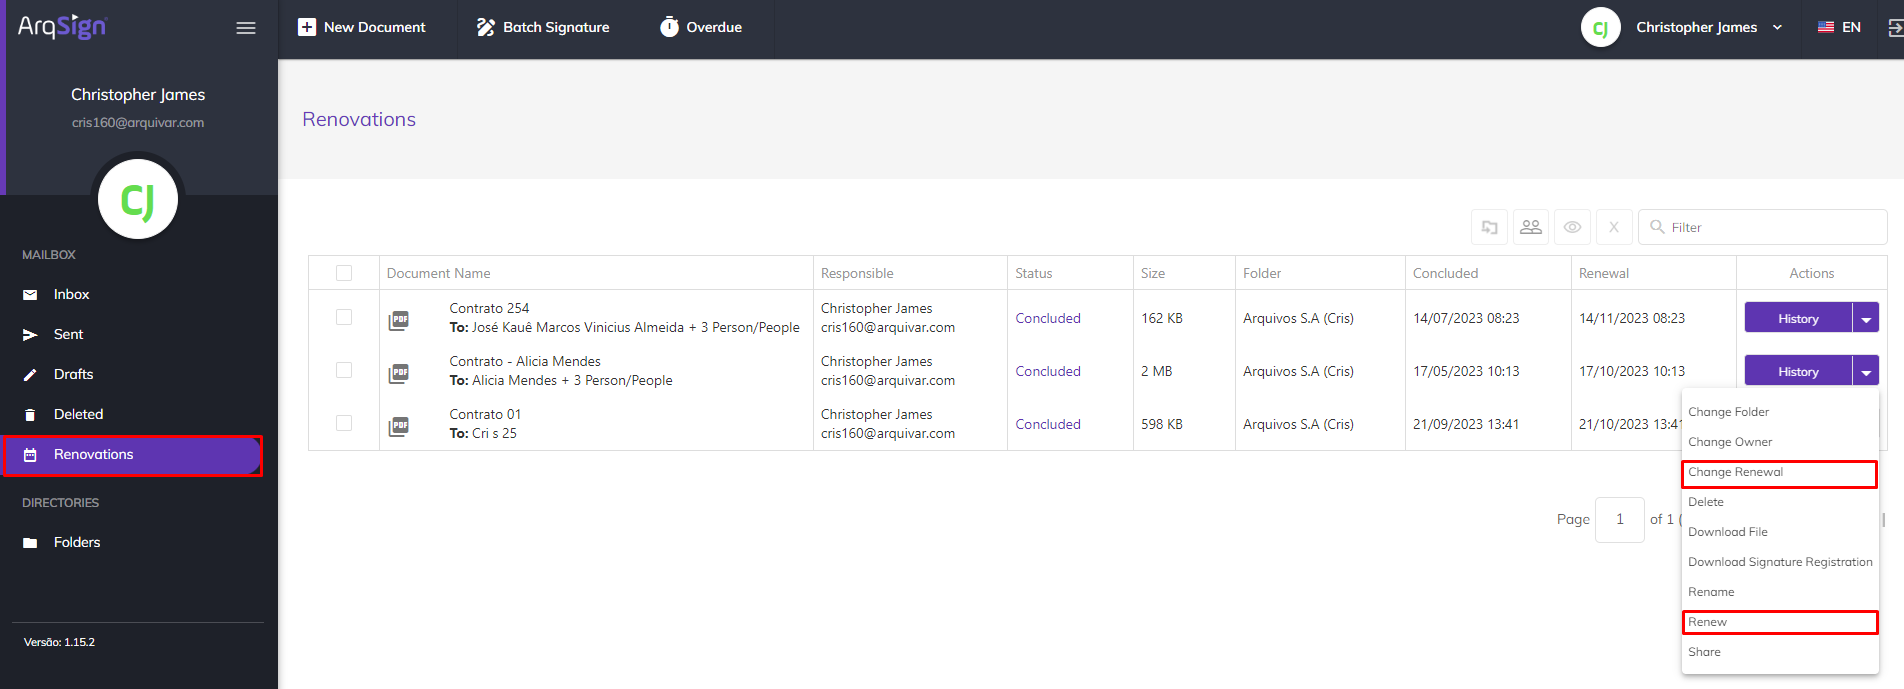 ArqSign
New Document
Batch Signature
Overdue
CJ
Christopher James
EN
Christopher James
cris160@arquivar.com
CJ
MAILBOX
Inbox
Sent
Drafts
Deleted
Renovations
DIRECTORIES
Folders
Versão: 1.15.2
Renovations
X
Filter
Document Name Responsible Status Size Folder Concluded Renewal Actions
PDF Contrato 254 Christopher James Concluded 162 KB Arquivos S.A (Cris) 14/07/2023 08:23 14/11/2023 08:23 History
To: José Kauê Marcos Vinicius Almeida + 3 Person/People cris160@arquivar.com
PDF Contrato - Alicia Mendes Christopher James Concluded 2 MB Arquivos S.A (Cris) 17/05/2023 10:13 17/10/2023 10:13 History
To: Alicia Mendes + 3 Person/People cris160@arquivar.com
PDF Contrato 01 Christopher James Concluded 598 KB Arquivos S.A (Cris) 21/09/2023 13:41 21/10/2023 13:41
To: Cri s 25 cris160@arquivar.com
Change Folder
Change Owner
Change Renewal
Delete
Download File
Download Signature Registration
Rename
Renew
Share
Page 1 of 1 (